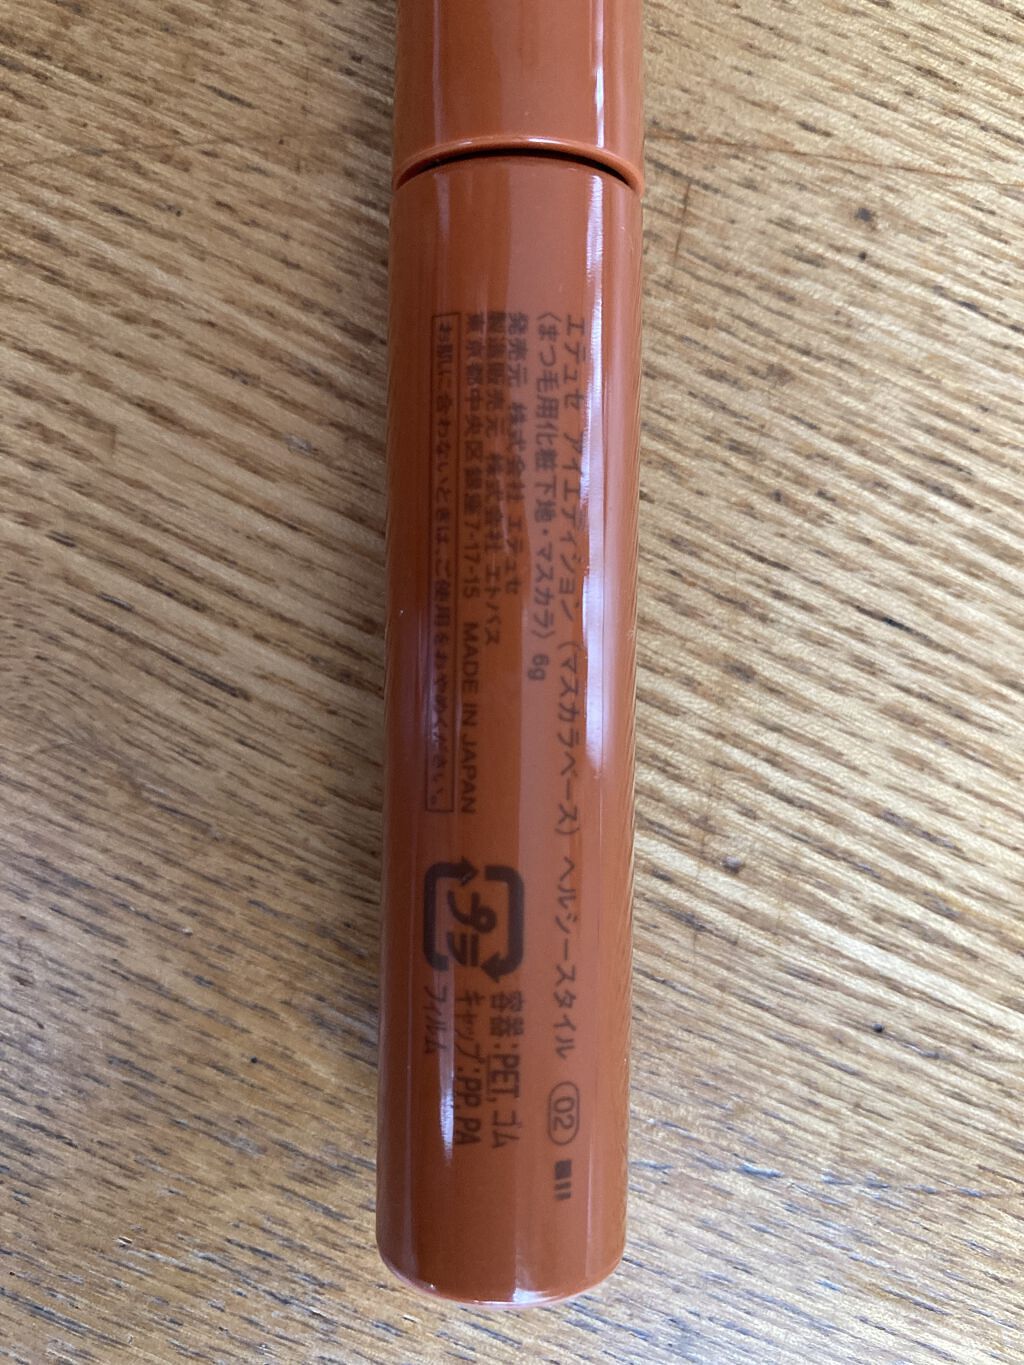 エテュセ アイエディション (マスカラベース) ヘルシースタイル 02
〈まつ毛用化粧下地・マスカラ〉 6g
発売元 株式会社 エテュセ
製造販売元 株式会社 エトバス
東京都中央区銀座7-17-15 MADE IN JAPAN
お肌に合わないときは、ご使用をおやめください。
プラ
容器:PET, ゴム
キャップ:PP, PA
フィルム